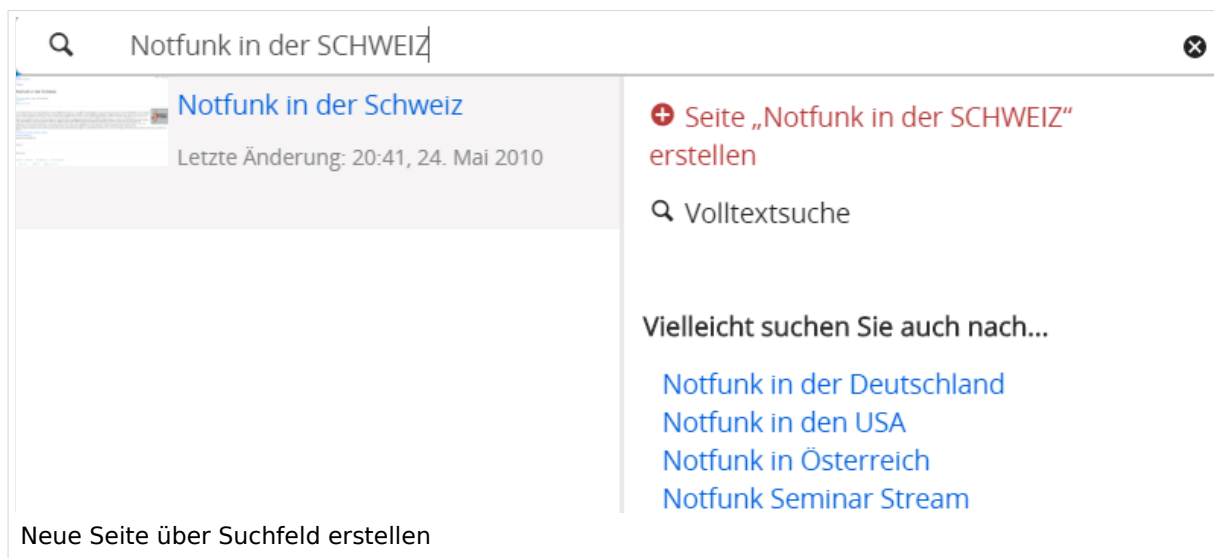 Notfunk in der SCHWEIZ
Notfunk in der Schweiz
Letzte Änderung: 20:41, 24. Mai 2010
Seite „Notfunk in der SCHWEIZ“
erstellen
Volltextsuche
Vielleicht suchen Sie auch nach...
Notfunk in der Deutschland
Notfunk in den USA
Notfunk in Österreich
Notfunk Seminar Stream
Neue Seite über Suchfeld erstellen